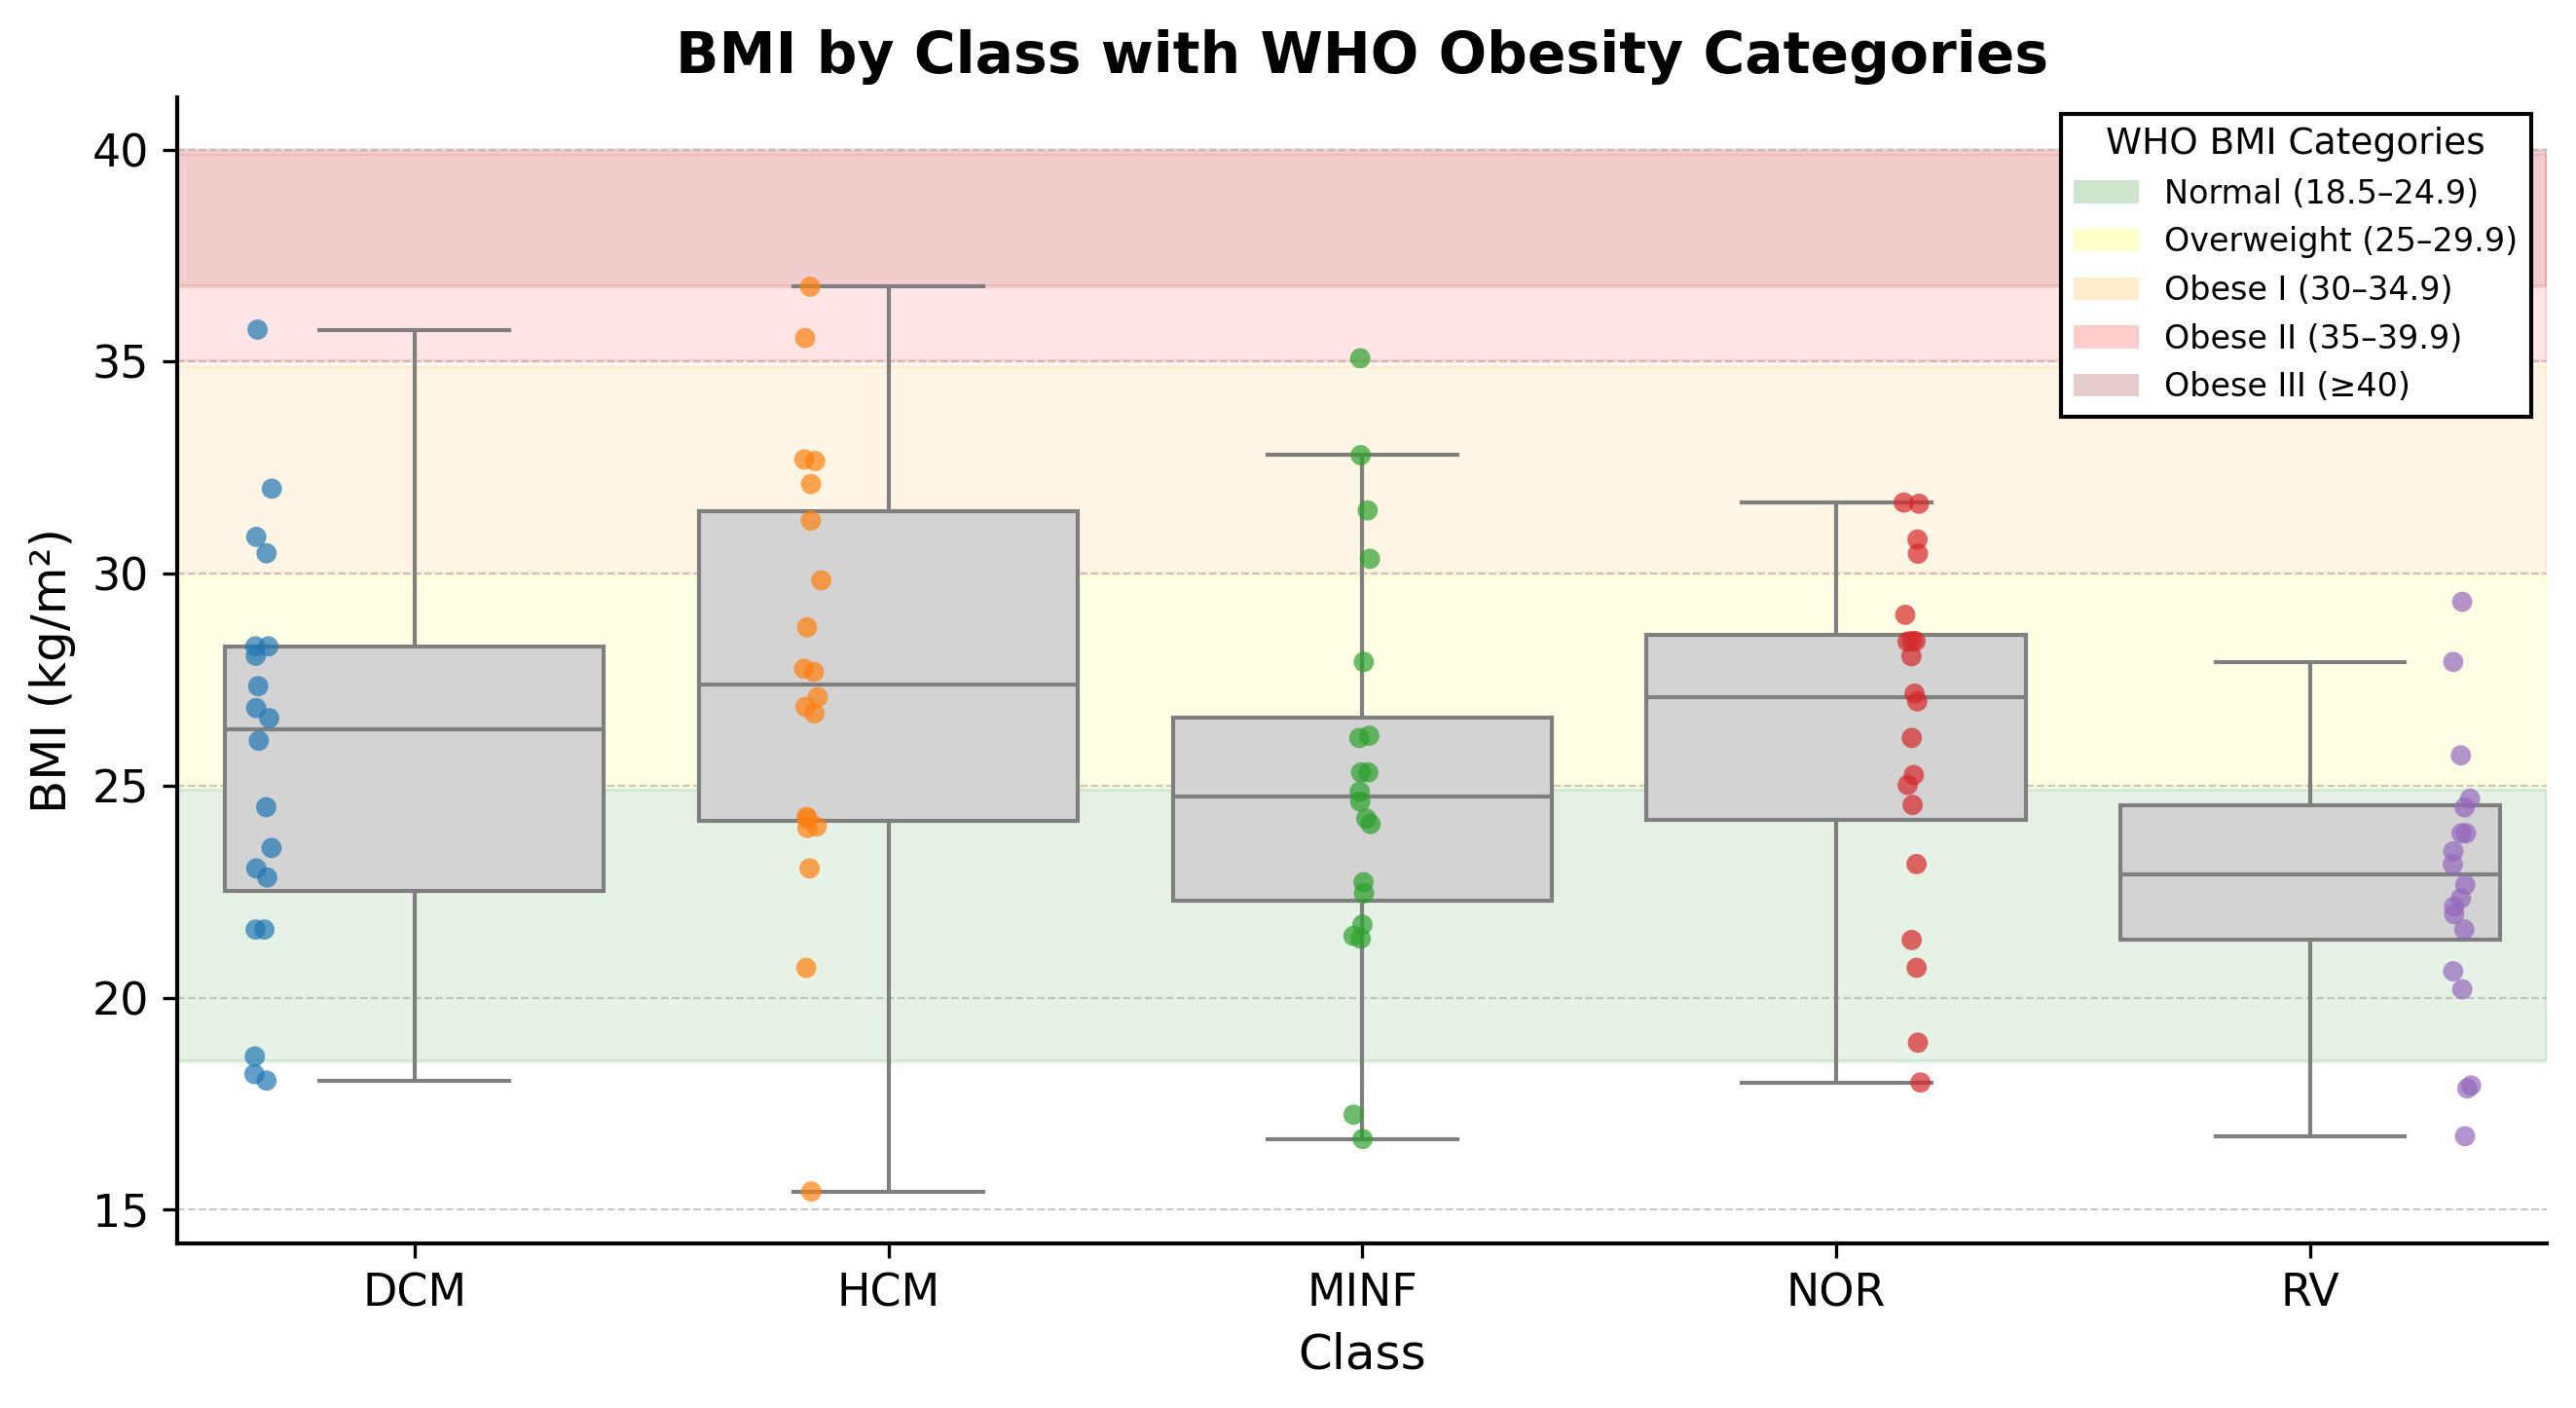 BMI by Class with WHO Obesity Categories
WHO BMI Categories
Normal (18.5–24.9)
Overweight (25–29.9)
Obese I (30–34.9)
Obese II (35–39.9)
Obese III (≥40)
BMI (kg/m²)
40
35
30
25
20
15
DCM HCM MINF NOR RV
Class